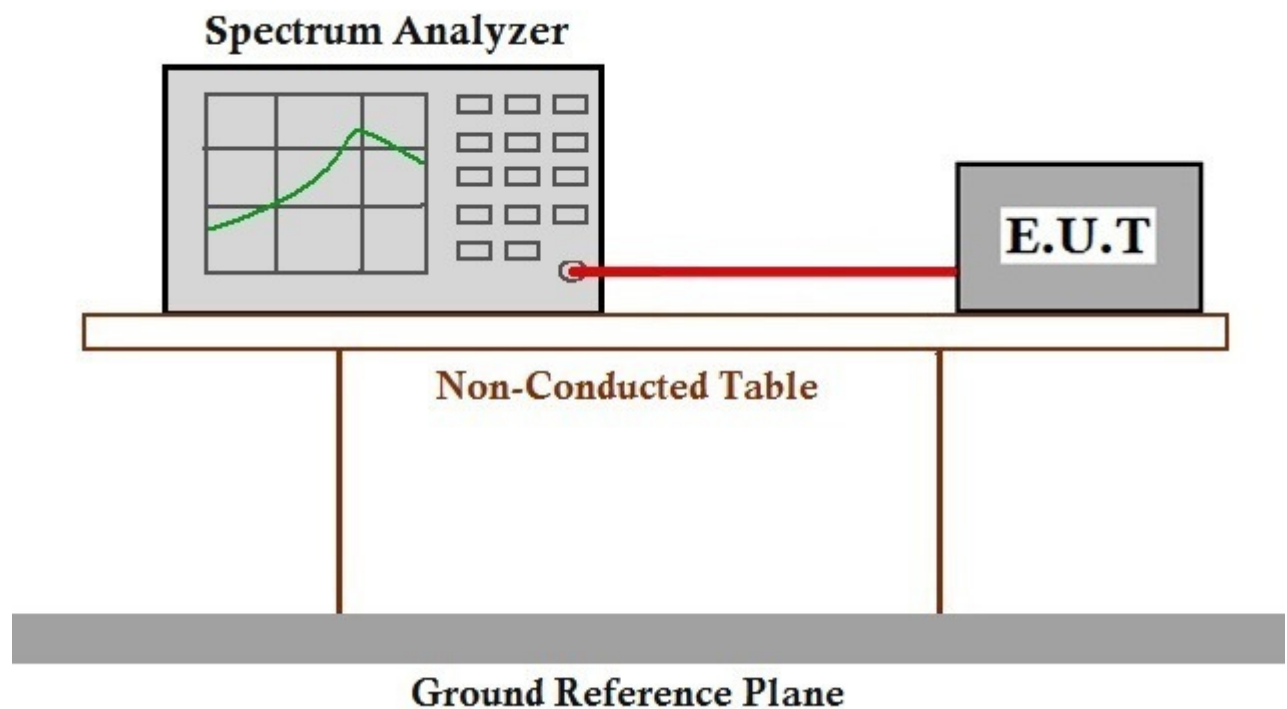 Spectrum Analyzer
E.U.T
Non-Conducted Table
Ground Reference Plane